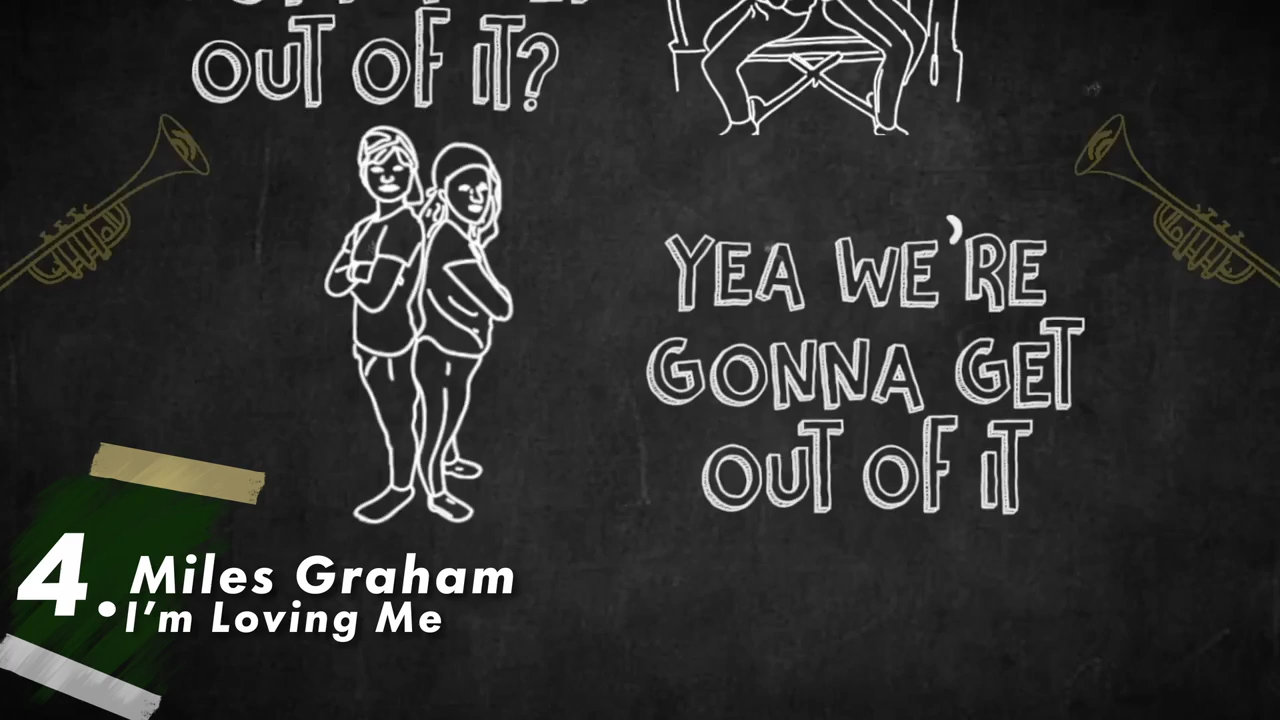 OUT OF IT?
YEA WE'RE
GONNA GET
OUT OF IT
4. Miles Graham
I'm Loving Me